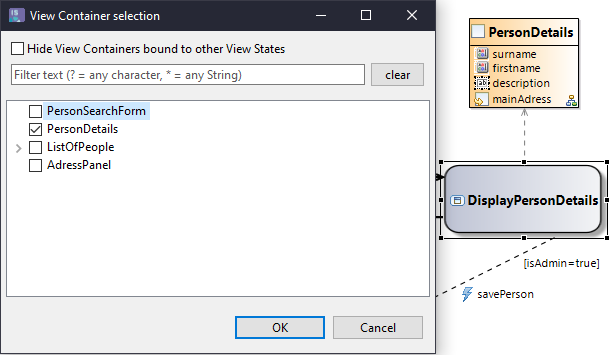 View Container selection
Hide View Containers bound to other View States
Filter text (? = any character, * = any String)
clear
PersonSearchForm
PersonDetails
ListOfPeople
AdressPanel
OK
Cancel
PersonDetails
surname
firstname
description
mainAdress
DisplayPersonDetails
[isAdmin=true]
savePerson